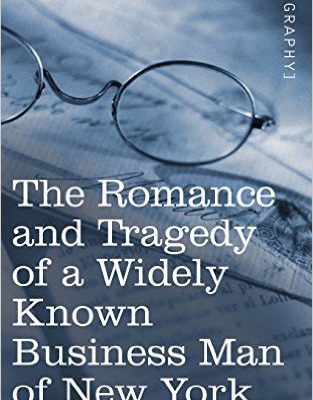 GRAPHY]
The Romance
and Tragedy
of a Widely
Known
Business Man
of New York